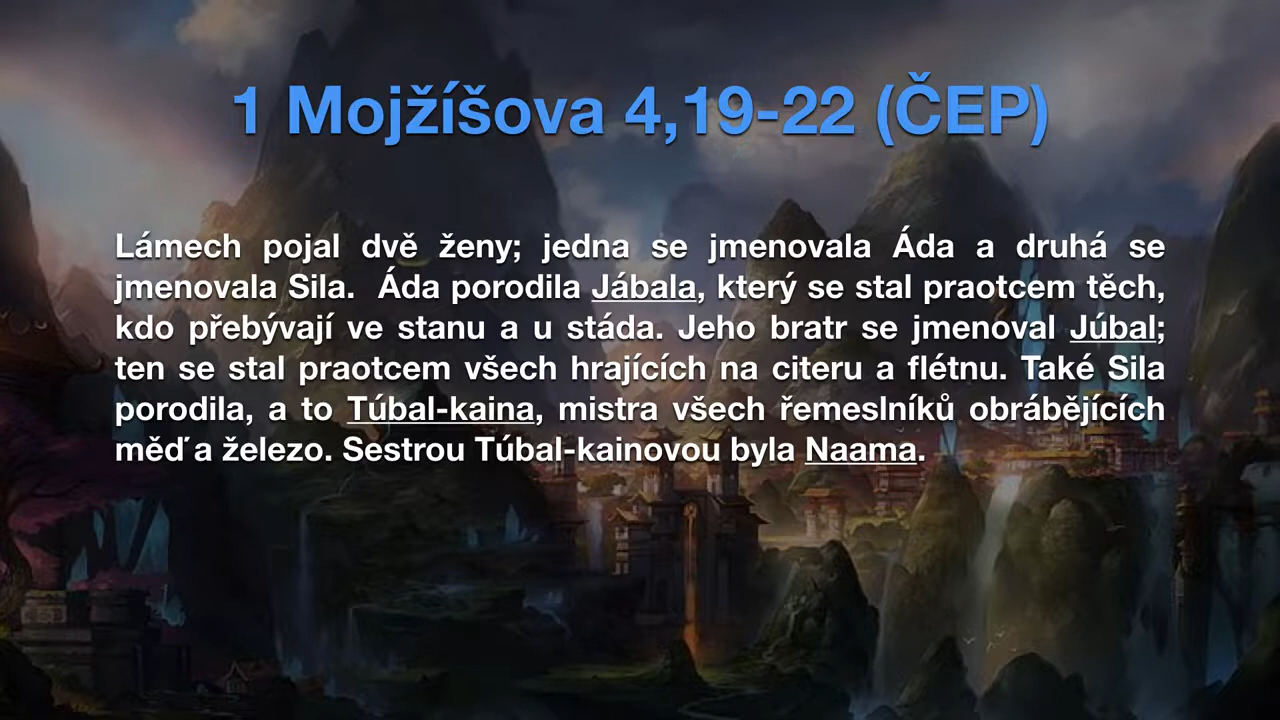 1 Mojžíšova 4,19-22 (ČEP)
Lámech pojal dvě ženy; jedna se jmenovala Áda a druhá se
jmenovala Sila.  Áda porodila Jábala, který se stal praotcem těch,
kdo přebývají ve stanu a u stáda. Jeho bratr se jmenoval Júbal;
ten se stal praotcem všech hrajících na citeru a flétnu. Také Sila
porodila, a to Túbal-kaina, mistra všech řemeslníků obrábějících
měď a železo. Sestrou Túbal-kainovou byla Naama.